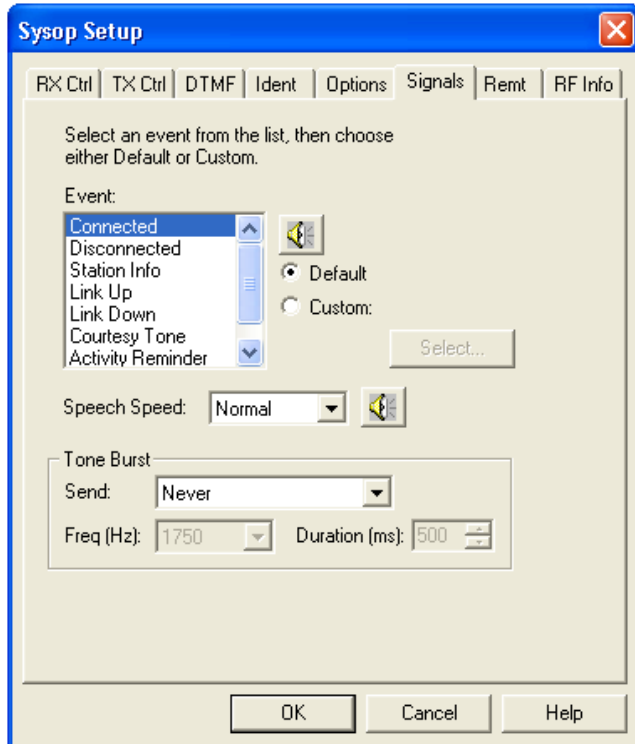 Sysop Setup
RX Ctrl TX Ctrl DTMF Ident Options Signals Remt RF Info
Select an event from the list, then choose
either Default or Custom.
Event:
Connected
Disconnected
Station Info
Link Up
Link Down
Courtesy Tone
Activity Reminder
Default
Custom:
Select...
Speech Speed: Normal
Tone Burst
Send: Never
Freq (Hz): 1750 Duration (ms): 500
OK Cancel Help